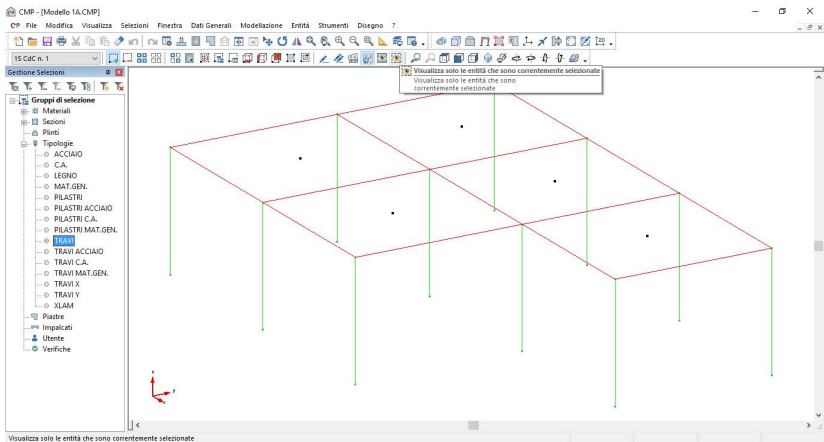 CMP - [Modello 1A.CMP]
File Modifica Visualizza Selezioni Finestra Dati Generali Modellazione Entità Strumenti Disegno ?
1S CdC n. 1
Gestione Selezioni
Visualizza solo le entità che sono correntemente selezionate
Visualizza solo le entità che sono
correntemente selezionate
Gruppi di selezione
Materiali
Sezioni
Plinti
Tipologie
ACCIAIO
C.A.
LEGNO
MAT.GEN.
PILASTRI
PILASTRI ACCIAIO
PILASTRI C.A.
PILASTRI MAT.GEN.
TRAVI
TRAVI ACCIAIO
TRAVI C.A.
TRAVI MAT.GEN.
TRAVI X
TRAVI Y
XLAM
Piastre
Impalcati
Utente
Verifiche
Visualizza solo le entità che sono correntemente selezionate